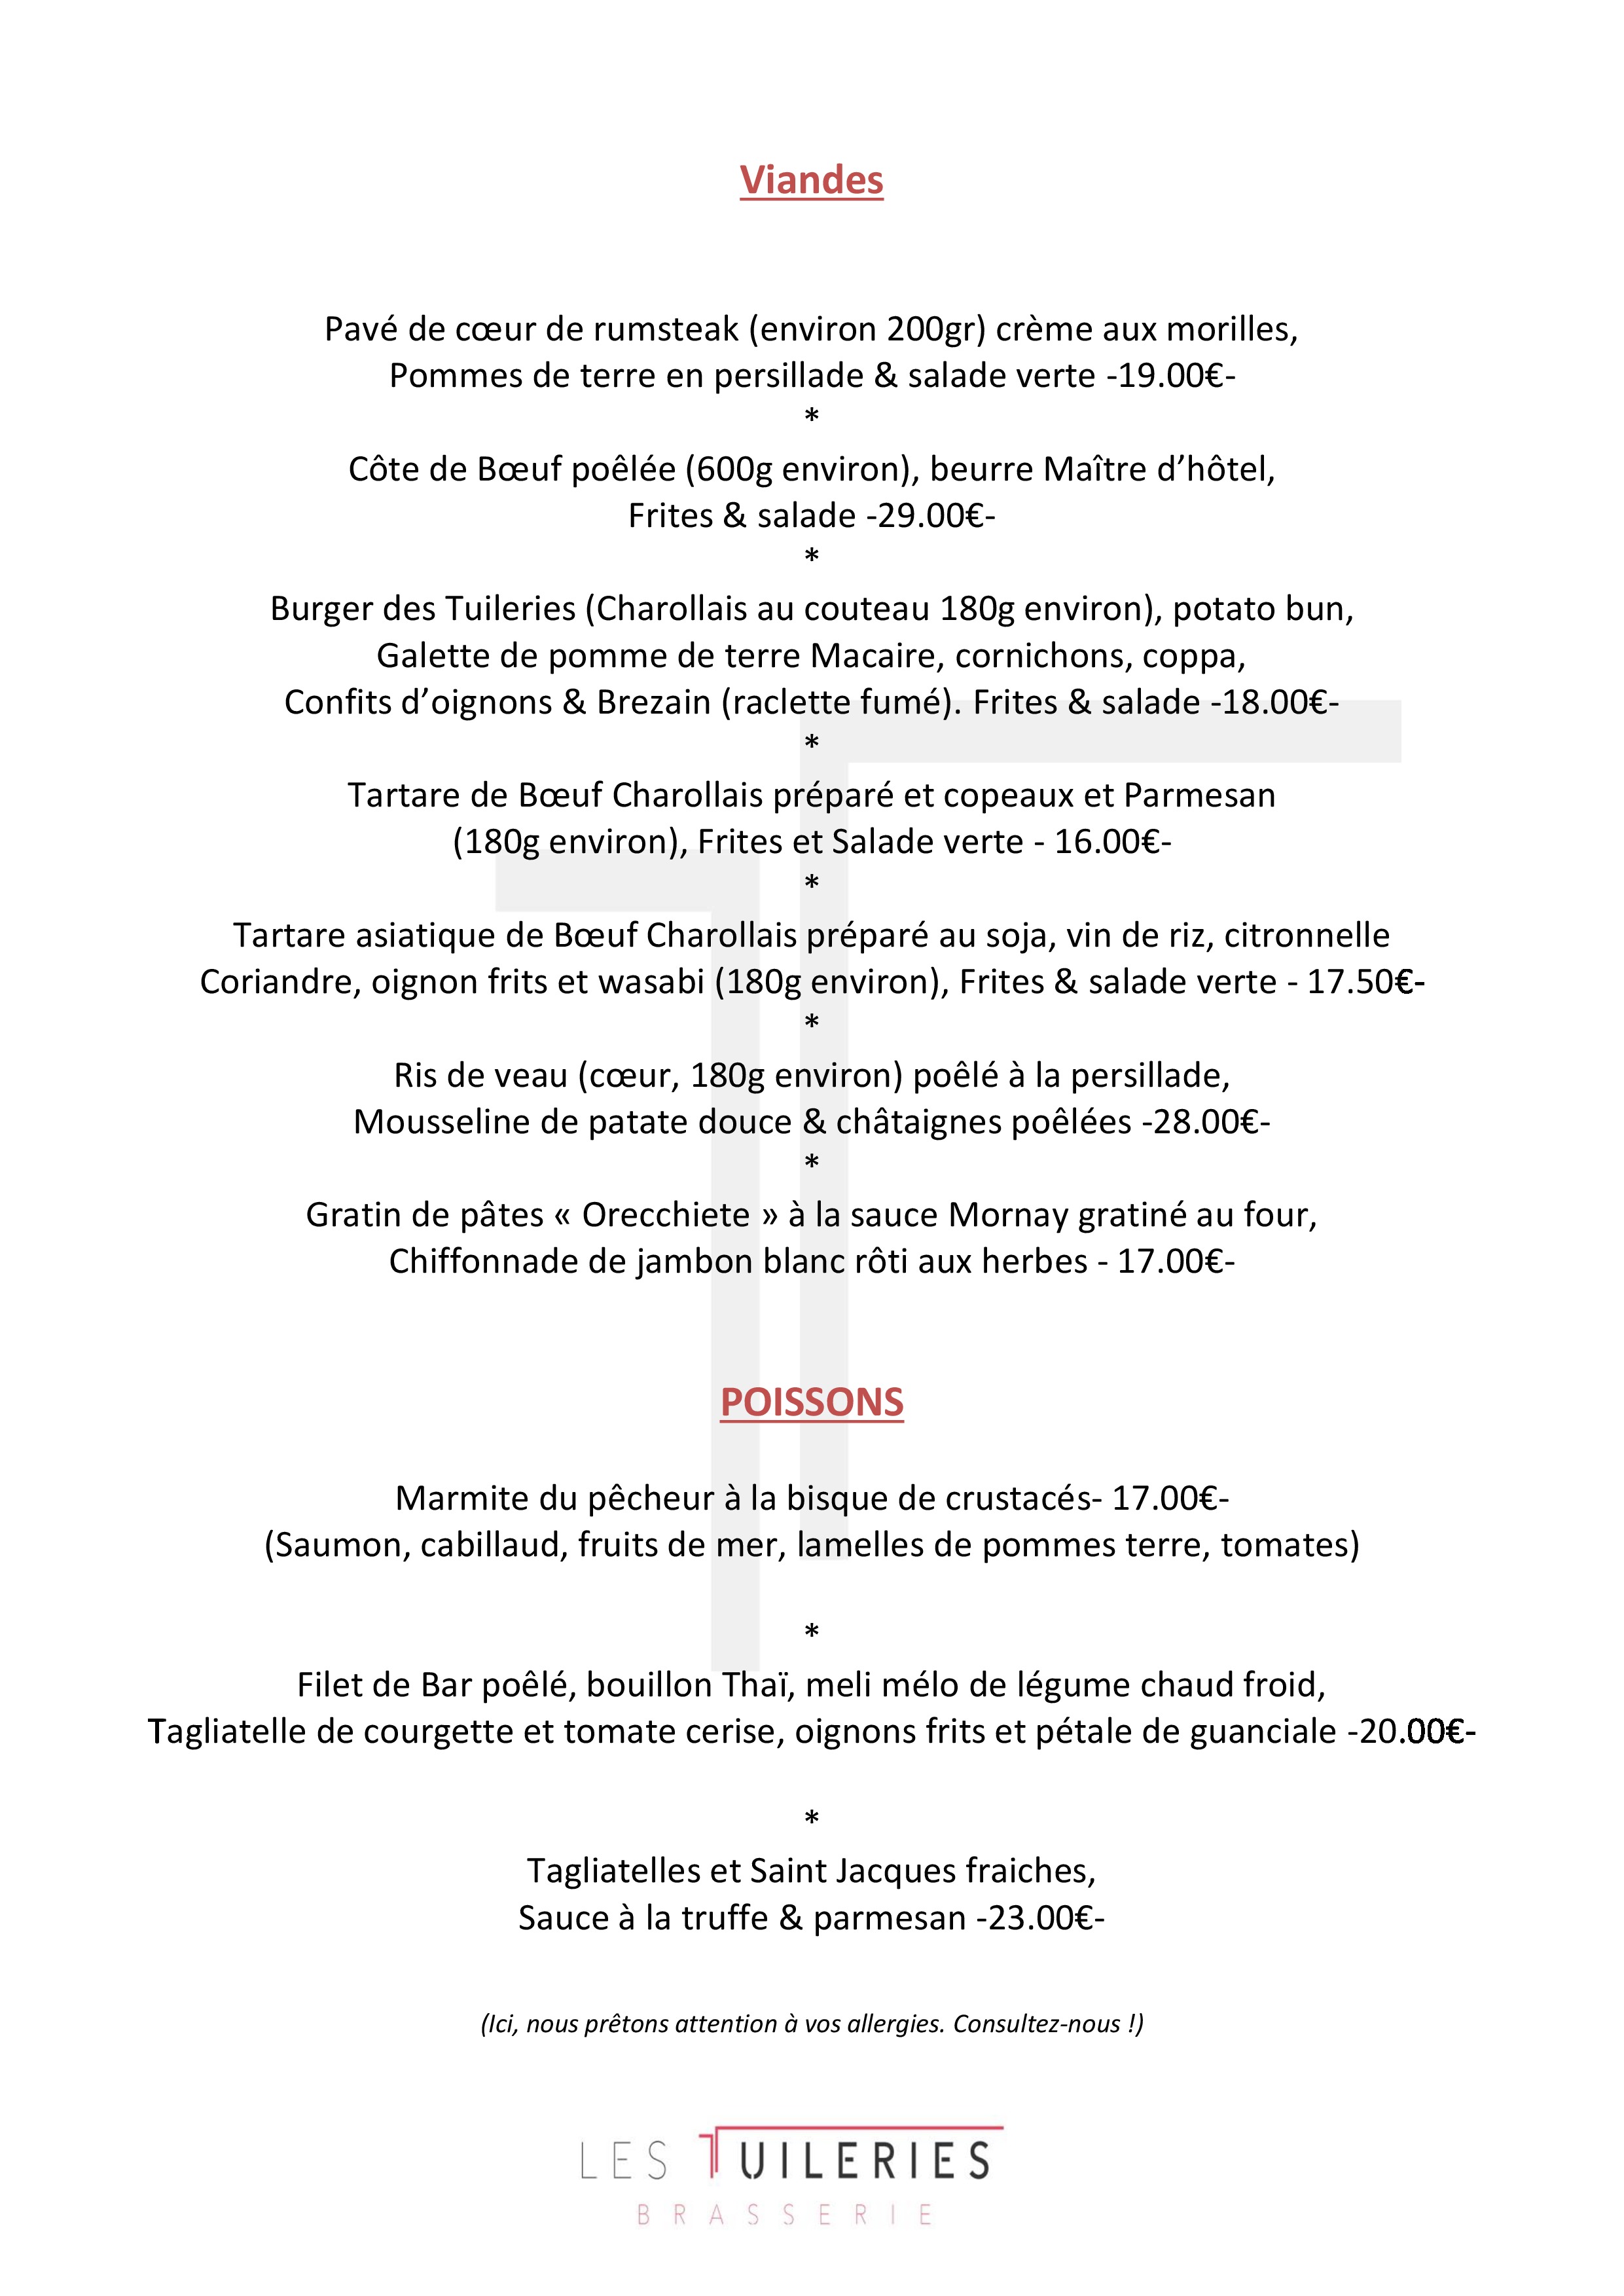 Viandes
Pavé de cœur de rumsteak (environ 200gr) crème aux morilles,
Pommes de terre en persillade & salade verte -19.00€-
*
Côte de Bœuf poêlée (600g environ), beurre Maître d’hôtel,
Frites & salade -29.00€-
*
Burger des Tuileries (Charollais au couteau 180g environ), potato bun,
Galette de pomme de terre Macaire, cornichons, coppa,
Confits d’oignons & Brezain (raclette fumé). Frites & salade -18.00€-
*
Tartare de Bœuf Charollais préparé et copeaux et Parmesan
(180g environ), Frites et Salade verte - 16.00€-
*
Tartare asiatique de Bœuf Charollais préparé au soja, vin de riz, citronnelle
Coriandre, oignon frits et wasabi (180g environ), Frites & salade verte - 17.50€-
*
Ris de veau (cœur, 180g environ) poêlé à la persillade,
Mousseline de patate douce & châtaignes poêlées -28.00€-
*
Gratin de pâtes « Orecchiete » à la sauce Mornay gratiné au four,
Chiffonnade de jambon blanc rôti aux herbes - 17.00€-
POISSONS
Marmite du pêcheur à la bisque de crustacés- 17.00€-
(Saumon, cabillaud, fruits de mer, lamelles de pommes terre, tomates)
*
Filet de Bar poêlé, bouillon Thaï, meli mélo de légume chaud froid,
Tagliatelle de courgette et tomate cerise, oignons frits et pétale de guanciale -20.00€-
*
Tagliatelles et Saint Jacques fraiches,
Sauce à la truffe & parmesan -23.00€-
(Ici, nous prêtons attention à vos allergies. Consultez-nous !)
LES TUILERIES
BRASSERIE